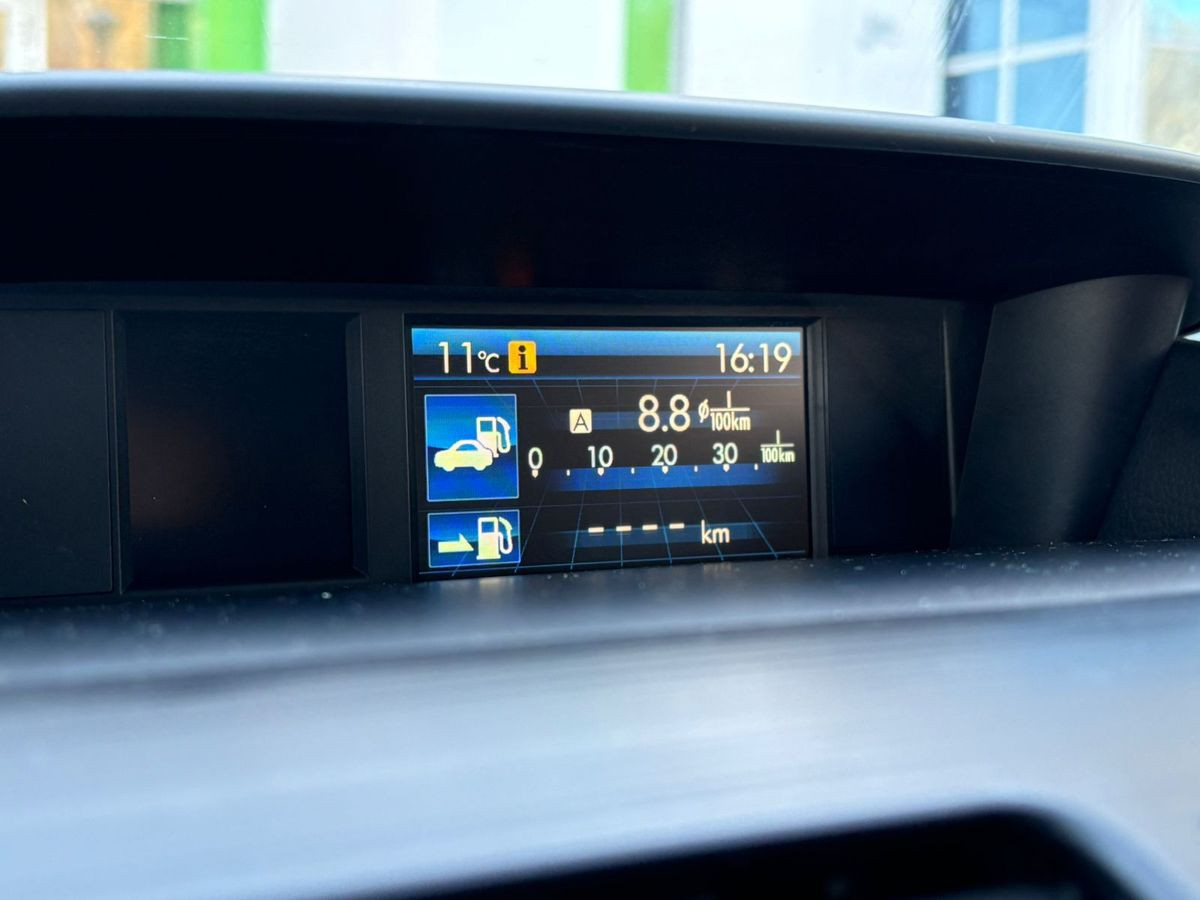 11°C i 16:19
A 8.8 ø l/100km
0 10 20 30 l/100km
---- km